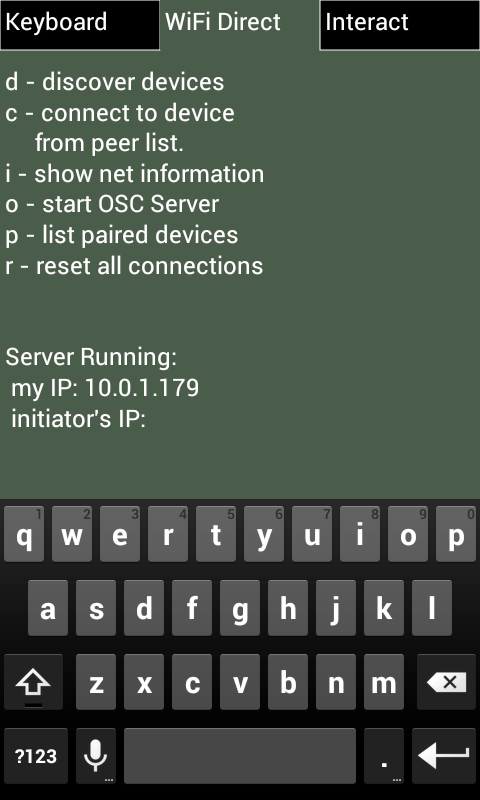 Keyboard WiFi Direct Interact
d - discover devices
c - connect to device
from peer list.
i - show net information
o - start OSC Server
p - list paired devices
r - reset all connections
Server Running:
my IP: 10.0.1.179
initiator's IP:
1 2 3 4 5 6 7 8 9 0
q w e r t y u i o p
a s d f g h j k l
z x c v b n m
?123 ... . ...